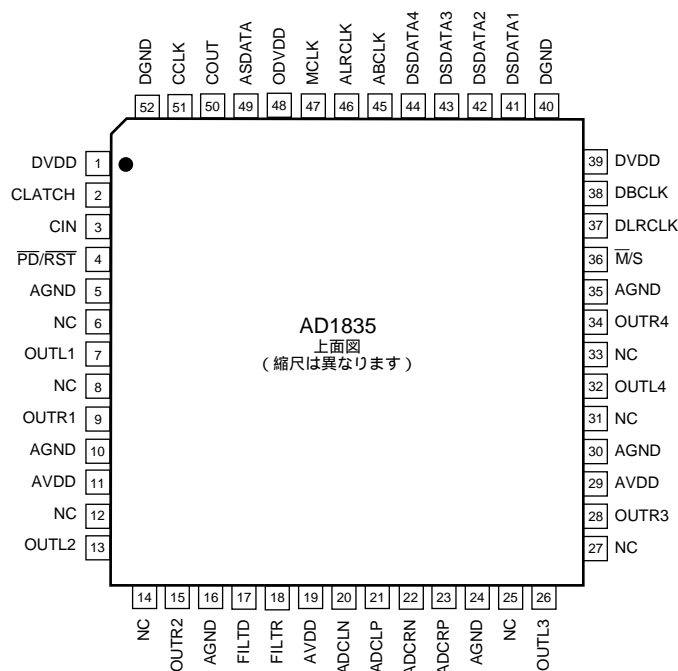 DGND
CCLK
COUT
ASDATA
ODVDD
MCLK
ALRCLK
ABCLK
DSDATA4
DSDATA3
DSDATA2
DSDATA1
DGND
52 51 50 49 48 47 46 45 44 43 42 41 40
DVDD 1
CLATCH 2
CIN 3
PD/RST 4
AGND 5
NC 6
OUTL1 7
NC 8
OUTR1 9
AGND 10
AVDD 11
NC 12
OUTL2 13
AD1835
上面図
(縮尺は異なります)
39 DVDD
38 DBCLK
37 DLRCLK
36 M/S
35 AGND
34 OUTR4
33 NC
32 OUTL4
31 NC
30 AGND
29 AVDD
28 OUTR3
27 NC
14 15 16 17 18 19 20 21 22 23 24 25 26
NC
OUTR2
AGND
FILTD
FILTR
AVDD
ADCLN
ADCLP
ADCRN
ADCRP
AGND
NC
OUTL3